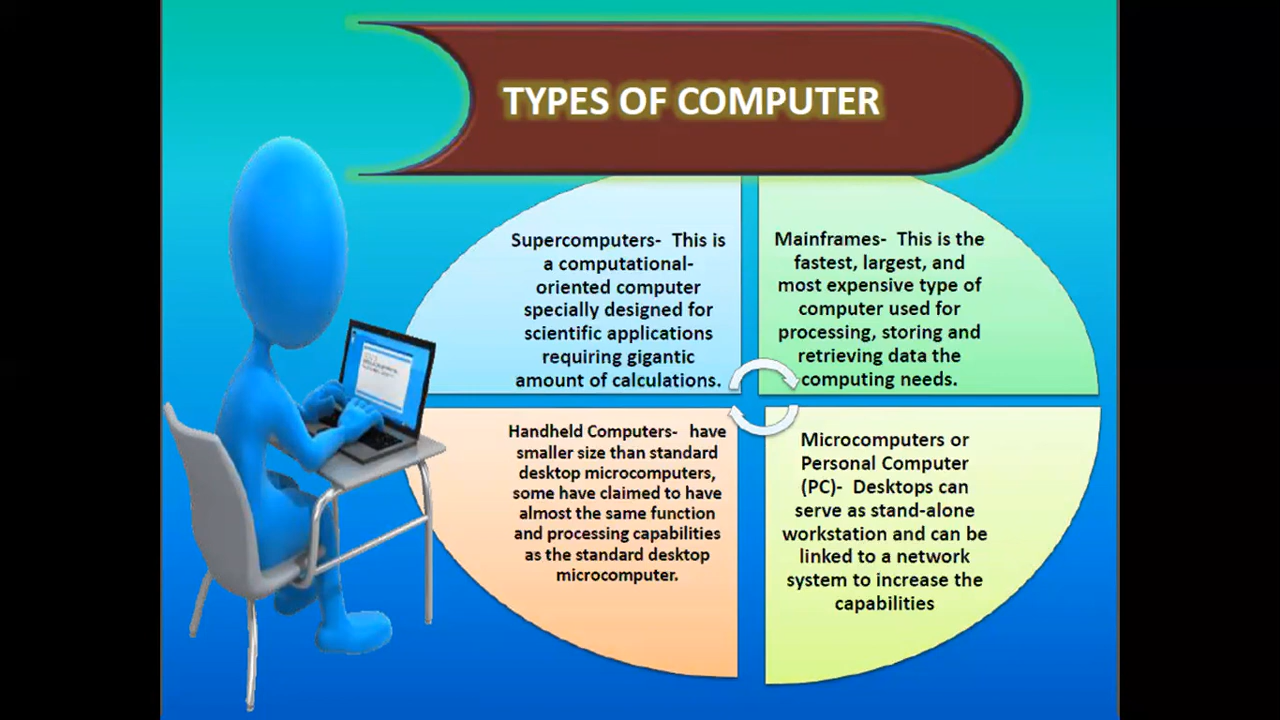 TYPES OF COMPUTER
Supercomputers-  This is
a computational-
oriented computer
specially designed for
scientific applications
requiring gigantic
amount of calculations.
Mainframes-  This is the
fastest, largest, and
most expensive type of
computer used for
processing, storing and
retrieving data the
computing needs.
Handheld Computers-  have
smaller size than standard
desktop microcomputers,
some have claimed to have
almost the same function
and processing capabilities
as the standard desktop
microcomputer.
Microcomputers or
Personal Computer
(PC)-  Desktops can
serve as stand-alone
workstation and can be
linked to a network
system to increase the
capabilities